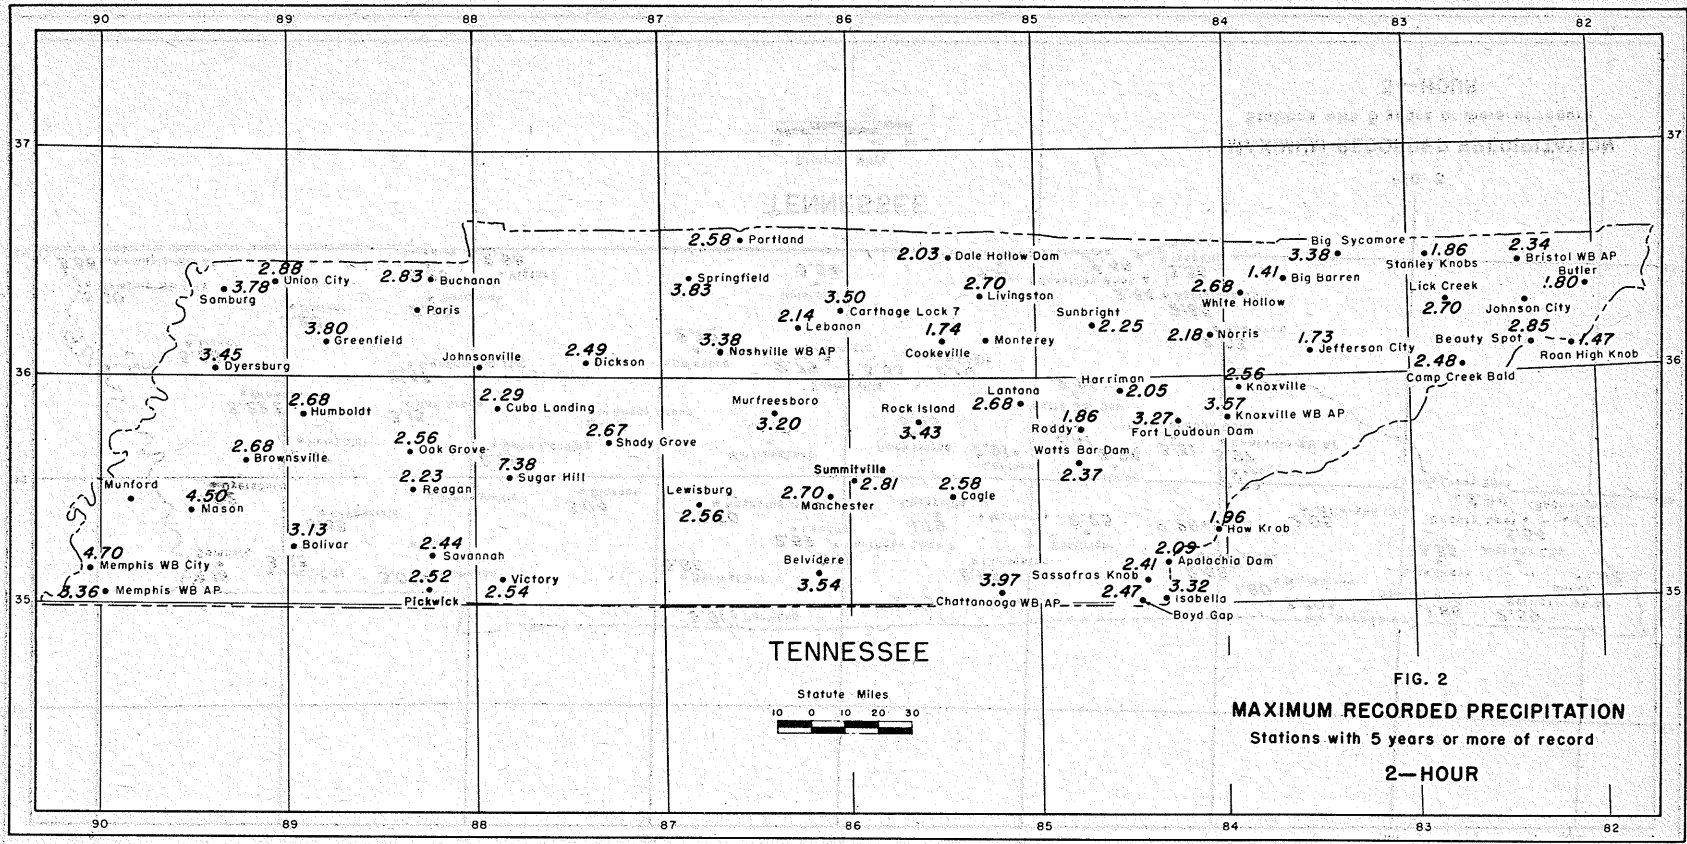 90 89 88 87 86 85 84 83 82
37 37
2.58 Portland
2.03 Dale Hollow Dam
Big Sycamore
3.38
1.86
Stanley Knobs
2.34
Bristol WB AP
Butler
1.80
2.88
Union City
3.78
Samburg
2.83 Buchanan
Springfield
3.83
2.70
Livingston
1.41 Big Barren
2.68
White Hollow
Lick Creek
2.70
Johnson City
Paris
3.50
Carthage Lock 7
2.14
Lebanon
Sunbright
2.25
2.18 Norris
2.85
Beauty Spot
1.47
Roan High Knob
3.80
Greenfield
3.38
Nashville WB AP
1.74
Cookeville
Monterey
1.73
Jefferson City
3.45
Dyersburg
Johnsonville
2.49
Dickson
2.48
Camp Creek Bald
36 36
2.68
Humboldt
2.29
Cuba Landing
Murfreesboro
3.20
Rock Island
3.43
Lantana
2.68
Harriman
2.05
2.56
Knoxville
3.57
Knoxville WB AP
1.86
Roddy
3.27
Fort Loudoun Dam
2.68
Brownsville
2.56
Oak Grove
2.67
Shady Grove
Watts Bar Dam
2.37
7.38
Sugar Hill
2.23
Reagan
Summitville
2.81
Munford
4.50
Mason
Lewisburg
2.56
2.70
Manchester
2.58
Cagle
3.13
Bolivar
1.96
Haw Krob
2.44
Savannah
2.09
Apalachia Dam
4.70
Memphis WB City
Belvidere
3.54
2.41
Sassafras Knob
3.36 Memphis WB AP
2.52
Pickwick
Victory
2.54
3.97
Chattanooga WB AP
2.47
Boyd Gap
3.32
Isabella
35 35
TENNESSEE
Statute Miles
10 0 10 20 30
FIG. 2
MAXIMUM RECORDED PRECIPITATION
Stations with 5 years or more of record
2-HOUR
90 89 88 87 86 85 84 83 82